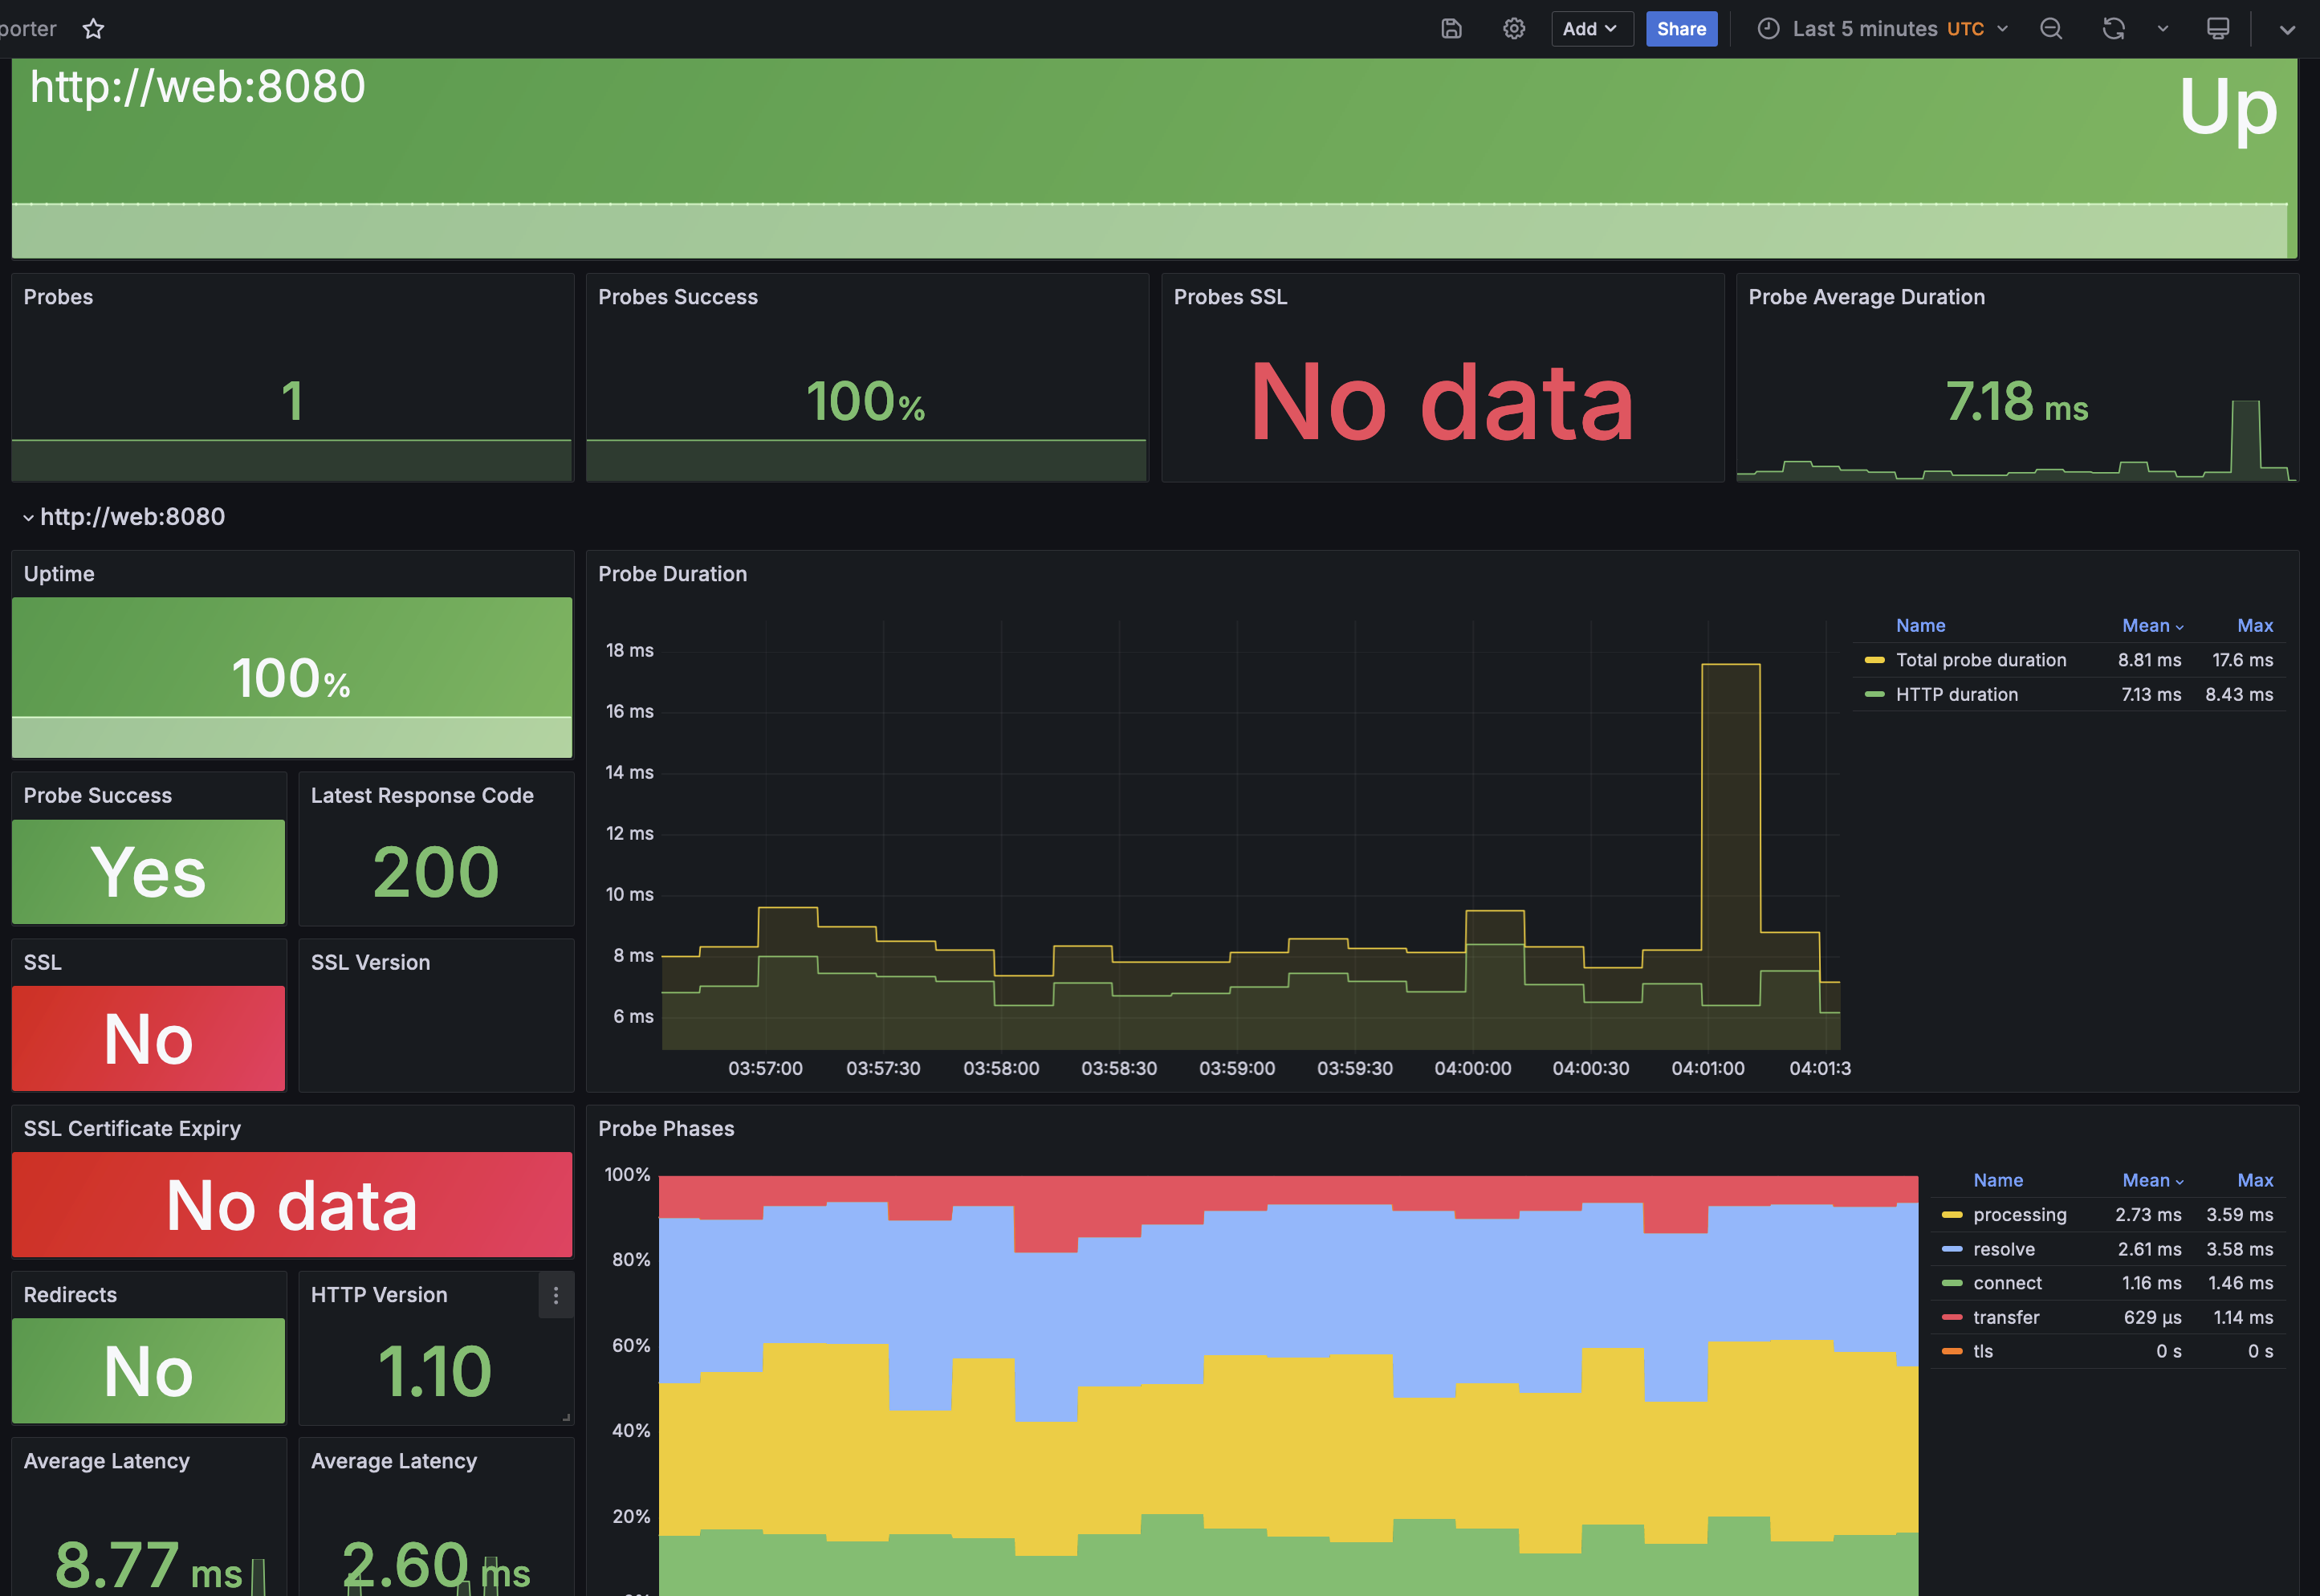 porter
Add
Share
Last 5 minutes UTC
http://web:8080
Up
Probes
1
Probes Success
100%
Probes SSL
No data
Probe Average Duration
7.18 ms
http://web:8080
Uptime
100%
Probe Success
Yes
Latest Response Code
200
SSL
No
SSL Version
Probe Duration
18 ms
16 ms
14 ms
12 ms
10 ms
8 ms
6 ms
03:57:00 03:57:30 03:58:00 03:58:30 03:59:00 03:59:30 04:00:00 04:00:30 04:01:00 04:01:3
Name Mean Max
Total probe duration 8.81 ms 17.6 ms
HTTP duration 7.13 ms 8.43 ms
SSL Certificate Expiry
No data
Redirects
No
HTTP Version
1.10
Average Latency
8.77 ms
Average Latency
2.60 ms
Probe Phases
100%
80%
60%
40%
20%
Name Mean Max
processing 2.73 ms 3.59 ms
resolve 2.61 ms 3.58 ms
connect 1.16 ms 1.46 ms
transfer 629 µs 1.14 ms
tls 0 s 0 s